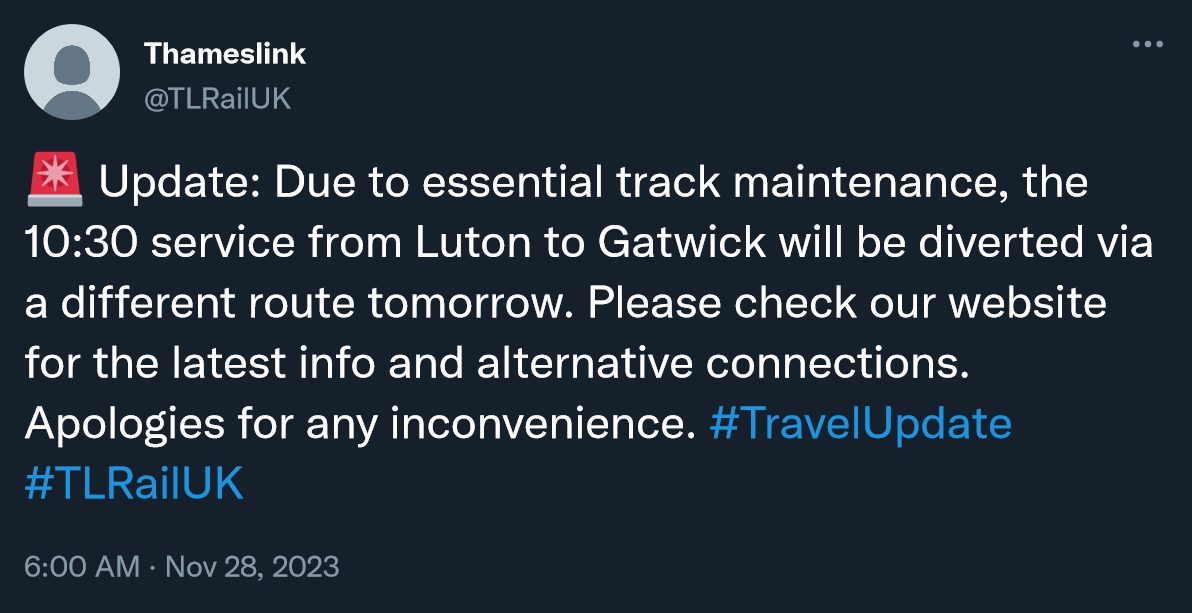 Thameslink
@TLRailUK
🚨 Update: Due to essential track maintenance, the
10:30 service from Luton to Gatwick will be diverted via
a different route tomorrow. Please check our website
for the latest info and alternative connections.
Apologies for any inconvenience. #TravelUpdate
#TLRailUK
6:00 AM · Nov 28, 2023